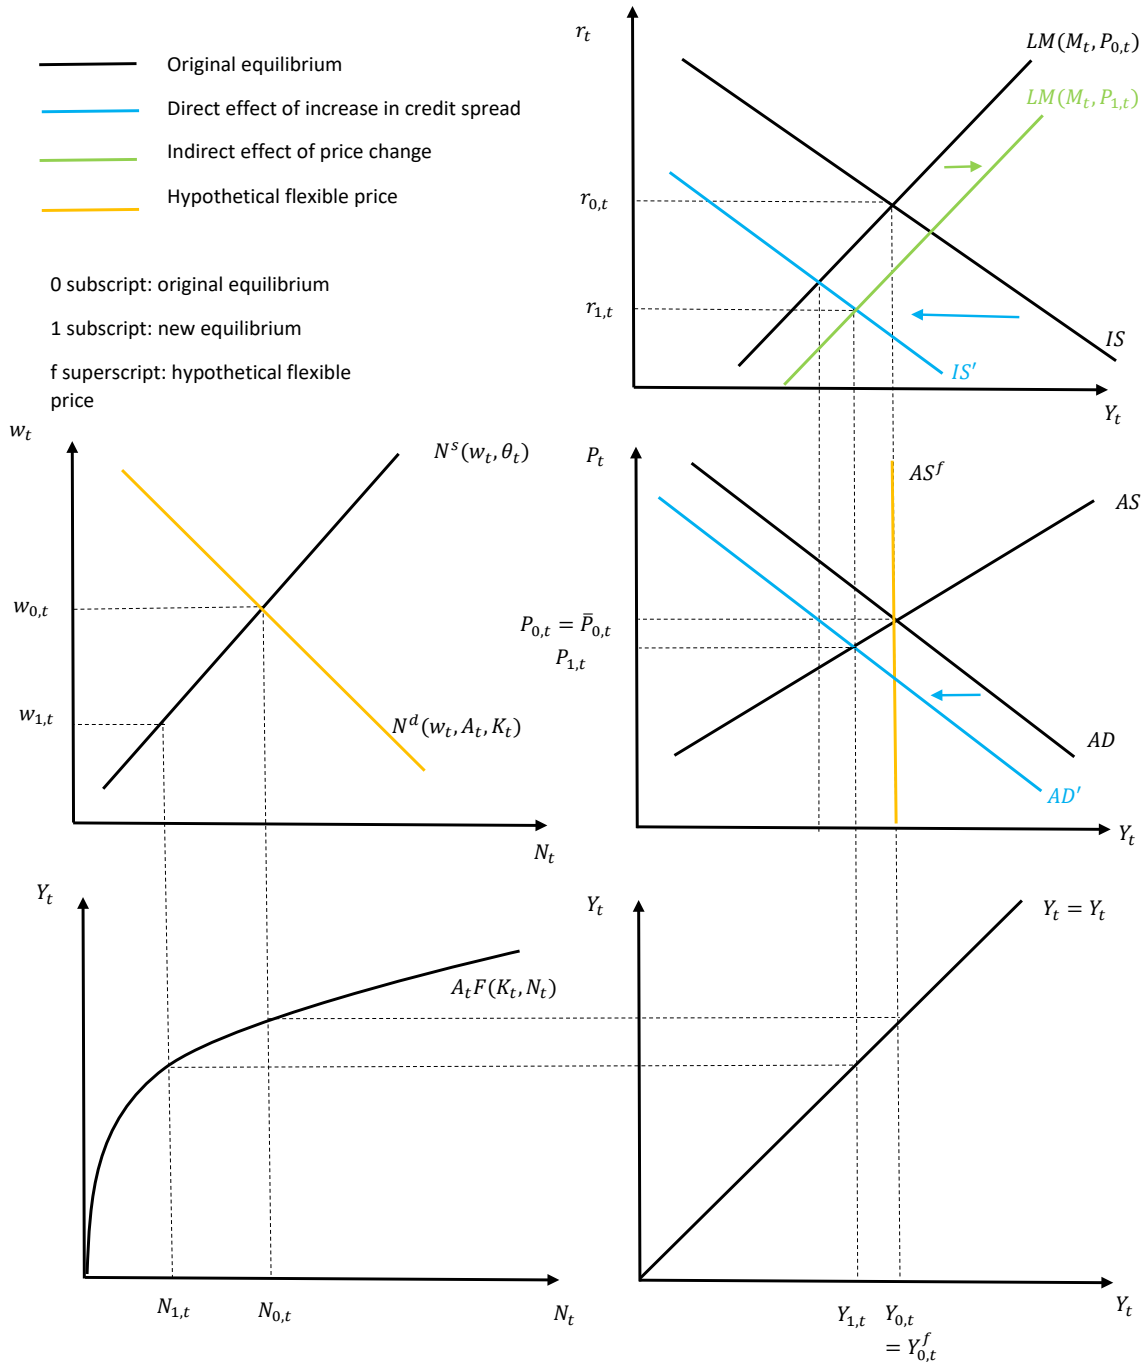 Original equilibrium
Direct effect of increase in credit spread
Indirect effect of price change
Hypothetical flexible price
0 subscript: original equilibrium
1 subscript: new equilibrium
f superscript: hypothetical flexible
price
r_t
LM(M_t, P_{0,t})
LM(M_t, P_{1,t})
r_{0,t}
r_{1,t}
IS
IS′
Y_t
w_t
N^s(w_t, θ_t)
w_{0,t}
w_{1,t}
N^d(w_t, A_t, K_t)
N_t
P_t
AS^f
AS
P_{0,t} = P̄_{0,t}
P_{1,t}
AD
AD′
Y_t
Y_t
A_tF(K_t, N_t)
N_{1,t}
N_{0,t}
N_t
Y_t
Y_t = Y_t
Y_{1,t}
Y_{0,t}
= Y^f_{0,t}
Y_t